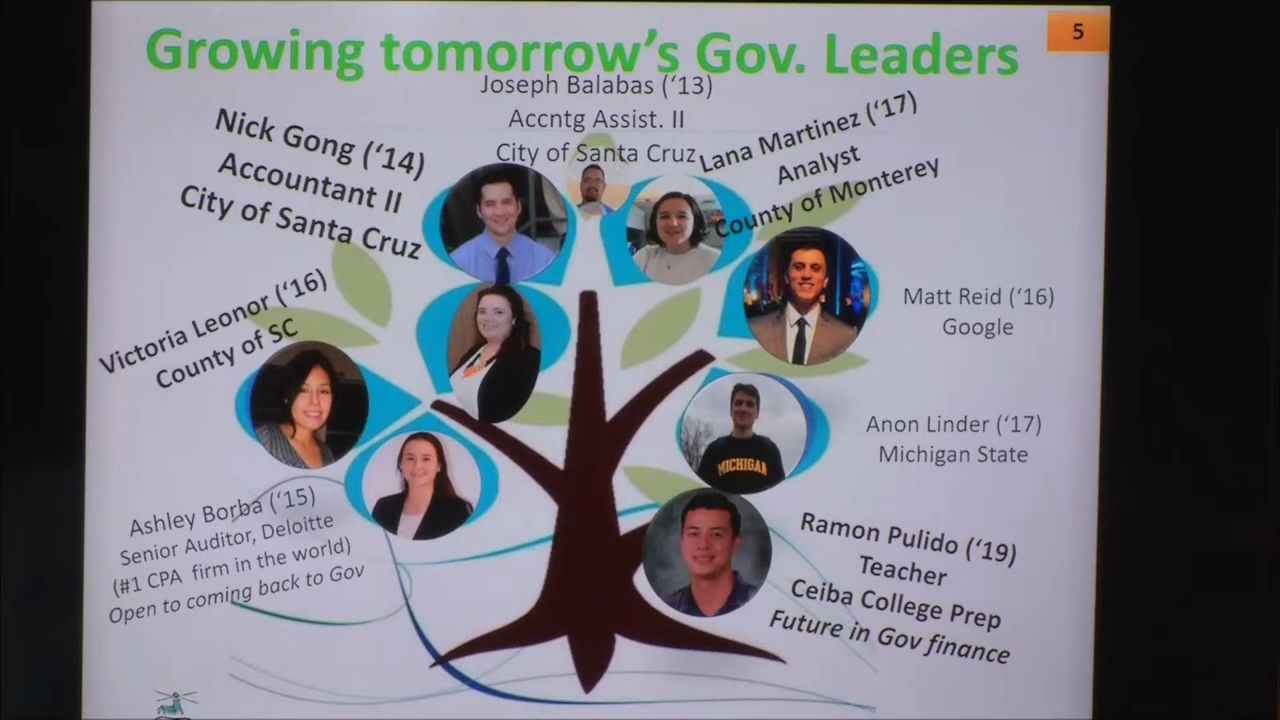 5
Growing tomorrow's Gov. Leaders
Joseph Balabas ('13)
Accntg Assist. II
City of Santa Cruz
Nick Gong ('14)
Accountant II
City of Santa Cruz
Lana Martinez ('17)
Analyst
County of Monterey
Victoria Leonor ('16)
County of SC
Matt Reid ('16)
Google
Anon Linder ('17)
Michigan State
MICHIGAN
Ashley Borba ('15)
Senior Auditor, Deloitte
(#1 CPA firm in the world)
Open to coming back to Gov
Ramon Pulido ('19)
Teacher
Ceiba College Prep
Future in Gov finance